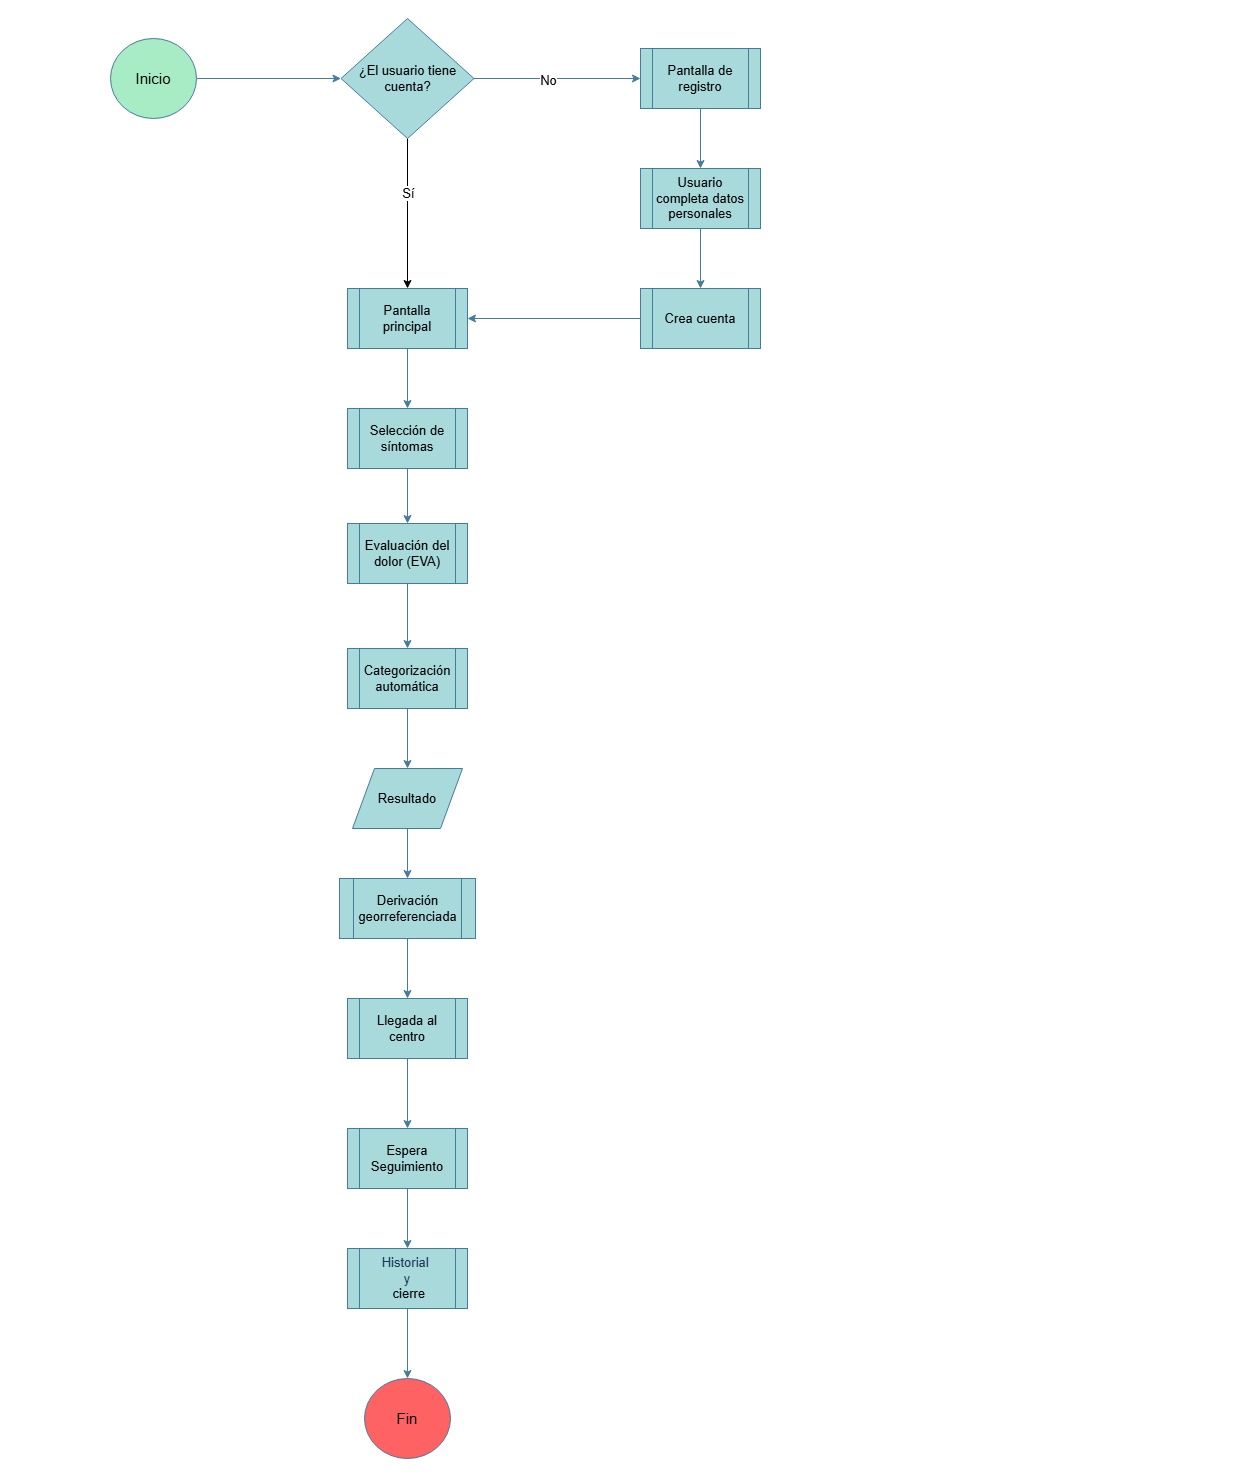 Inicio
¿El usuario tiene
cuenta?
No
Pantalla de
registro
Usuario
completa datos
personales
Sí
Pantalla
principal
Crea cuenta
Selección de
síntomas
Evaluación del
dolor (EVA)
Categorización
automática
Resultado
Derivación
georreferenciada
Llegada al
centro
Espera
Seguimiento
Historial
y
cierre
Fin